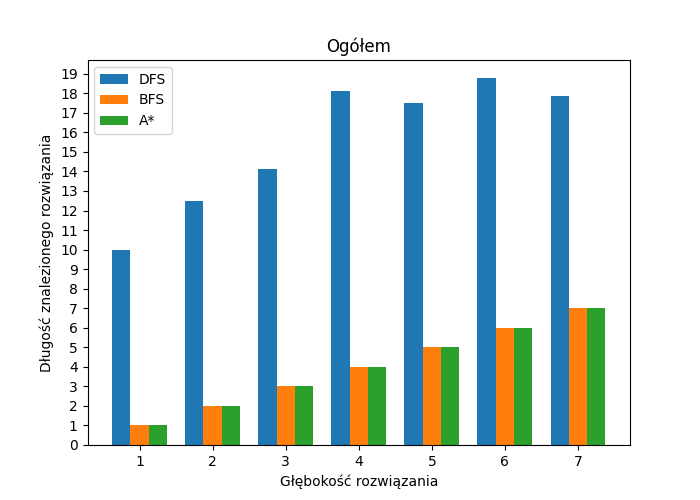 Ogółem
DFS
BFS
A*
Długość znalezionego rozwiązania
19
18
17
16
15
14
13
12
11
10
9
8
7
6
5
4
3
2
1
0
1 2 3 4 5 6 7
Głębokość rozwiązania